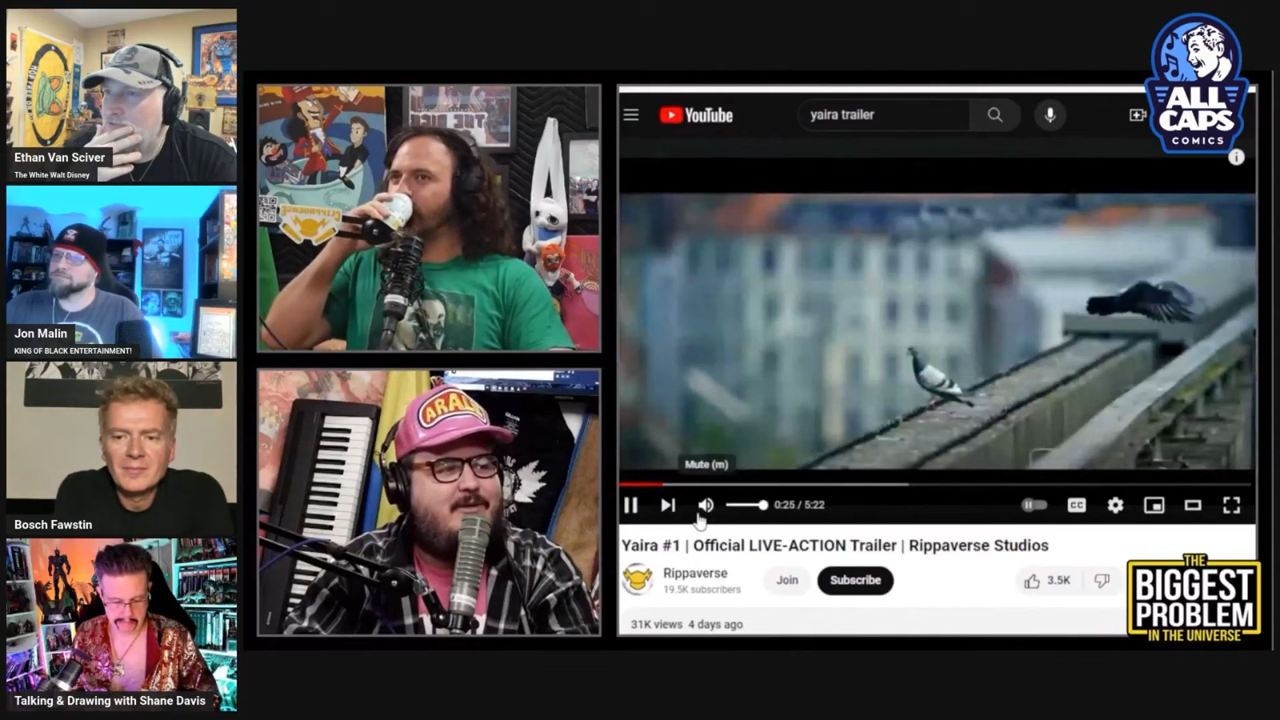 Ethan Van Sciver
The White Walt Disney
Jon Malin
KING OF BLACK ENTERTAINMENT!
Bosch Fawstin
Talking & Drawing with Shane Davis
ARALE
YouTube
yaira trailer
ALL
CAPS
COMICS
Mute (m)
0:25 / 5:22
CC
Yaira #1 | Official LIVE-ACTION Trailer | Rippaverse Studios
Rippaverse
19.5K subscribers
Join
Subscribe
3.5K
31K views 4 days ago
THE
BIGGEST
PROBLEM
IN THE UNIVERSE